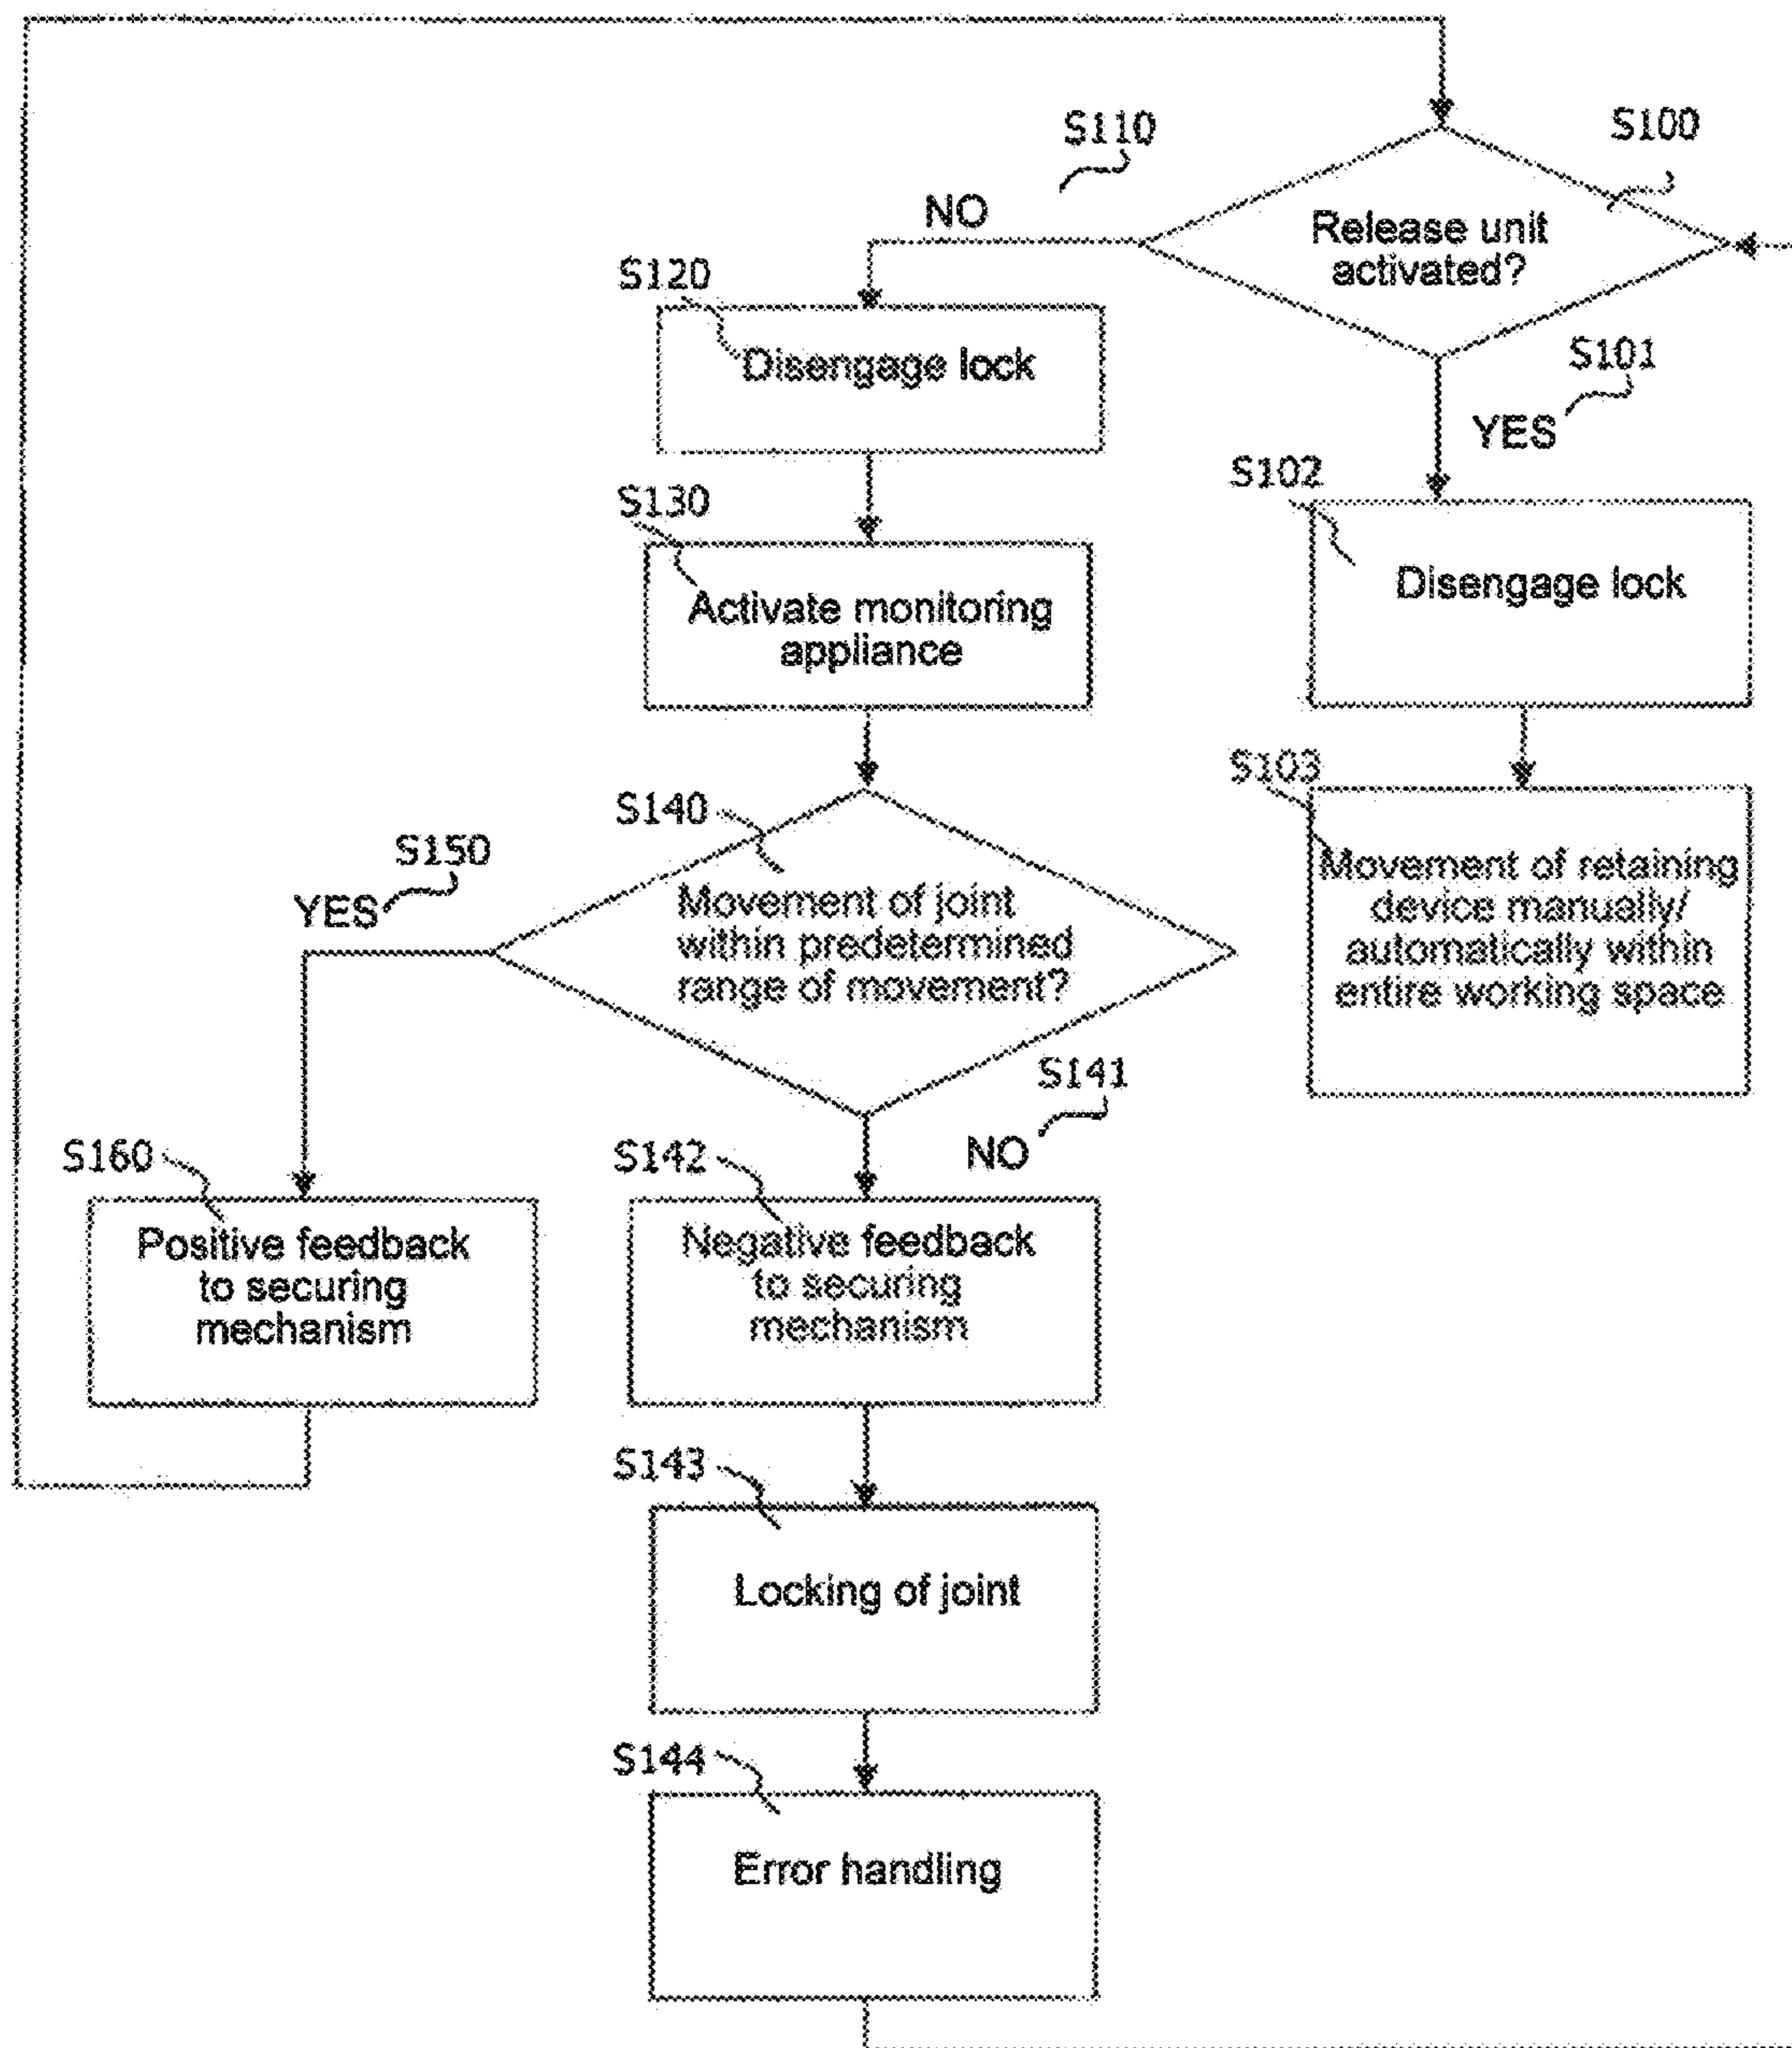 S110
S100
NO
Release unit
activated?
S120
Disengage lock
S101
YES
S102
Disengage lock
S130
Activate monitoring
appliance
S103
Movement of retaining
device manually/
automatically within
entire working space
S140
Movement of joint
within predetermined
range of movement?
S150
YES
S141
NO
S160
Positive feedback
to securing
mechanism
S142
Negative feedback
to securing
mechanism
S143
Locking of joint
S144
Error handling